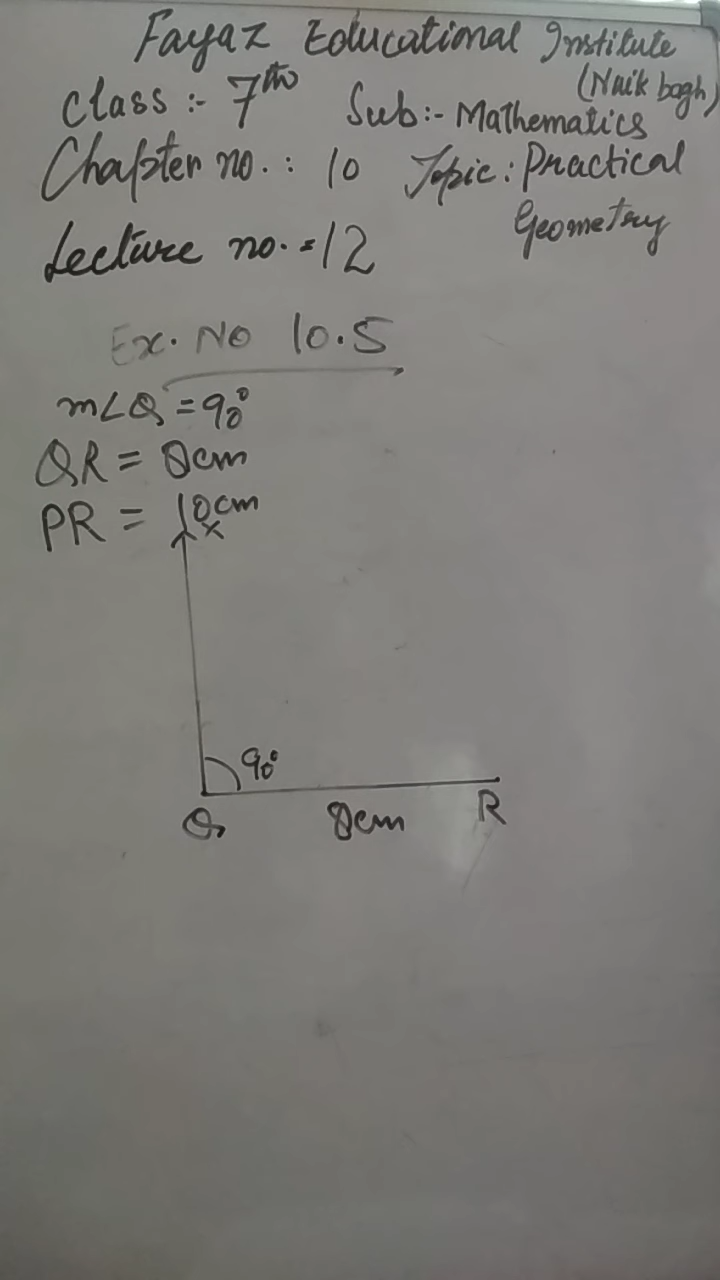 Fayaz Educational Institute
(Naik bagh)
Class :- 7th Sub:- Mathematics
Chapter no. : 10 Topic : Practical Geometry
Lecture no. = 12
Ex. No 10.5
m∠Q = 90°
QR = 8cm
PR = 10cm
X
90°
Q 8cm R